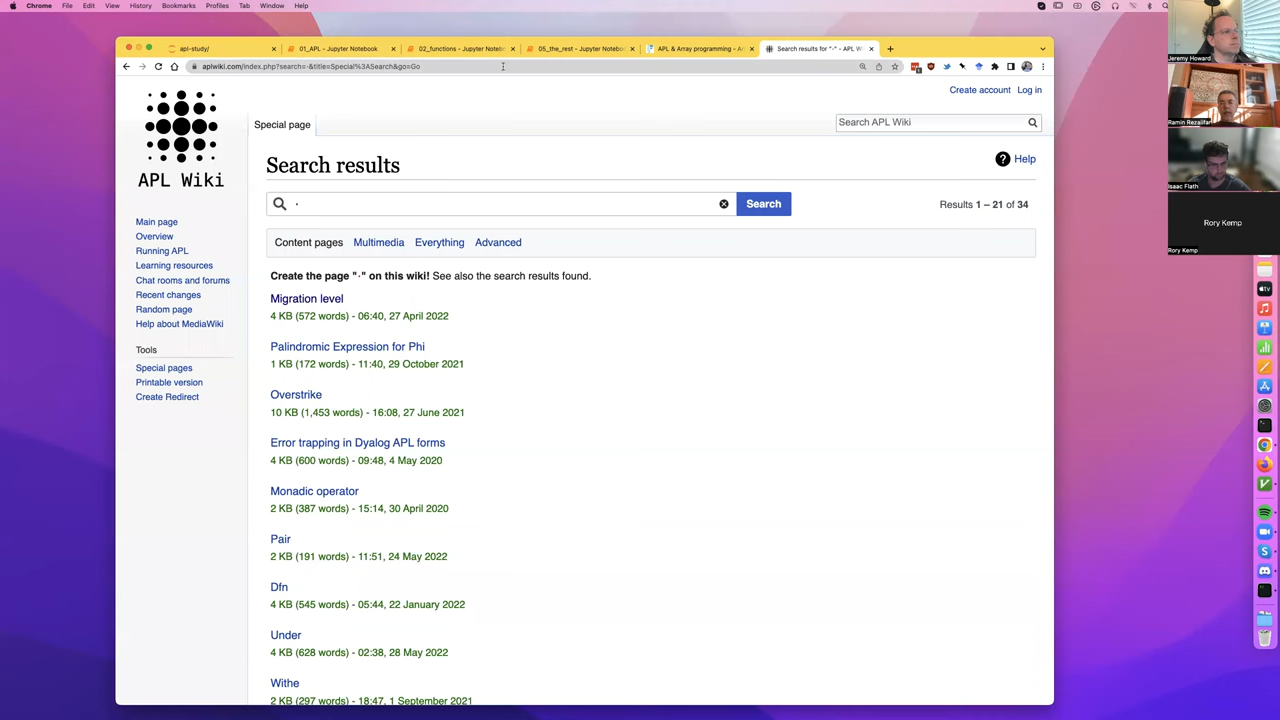 Chrome File Edit View History Bookmarks Profiles Tab Window Help
apl-study/
01_APL - Jupyter Notebook
02_functions - Jupyter Noteb
05_the_rest - Jupyter Notebo
APL & Array programming - A
Search results for "·" - APL W
aplwiki.com/index.php?search=·&title=Special%3ASearch&go=Go
Create account Log in
Special page
Search APL Wiki
APL Wiki
Search results
Help
·
Search
Results 1 – 21 of 34
Main page
Overview
Running APL
Learning resources
Chat rooms and forums
Recent changes
Random page
Help about MediaWiki
Tools
Special pages
Printable version
Create Redirect
Content pages Multimedia Everything Advanced
Create the page "·" on this wiki! See also the search results found.
Migration level
4 KB (572 words) - 06:40, 27 April 2022
Palindromic Expression for Phi
1 KB (172 words) - 11:40, 29 October 2021
Overstrike
10 KB (1,453 words) - 16:08, 27 June 2021
Error trapping in Dyalog APL forms
4 KB (600 words) - 09:48, 4 May 2020
Monadic operator
2 KB (387 words) - 15:14, 30 April 2020
Pair
2 KB (191 words) - 11:51, 24 May 2022
Dfn
4 KB (545 words) - 05:44, 22 January 2022
Under
4 KB (628 words) - 02:38, 28 May 2022
Withe
2 KB (297 words) - 18:47, 1 September 2021
Jeremy Howard
Ramin Rezaiifar
Isaac Flath
Rory Kemp
Rory Kemp